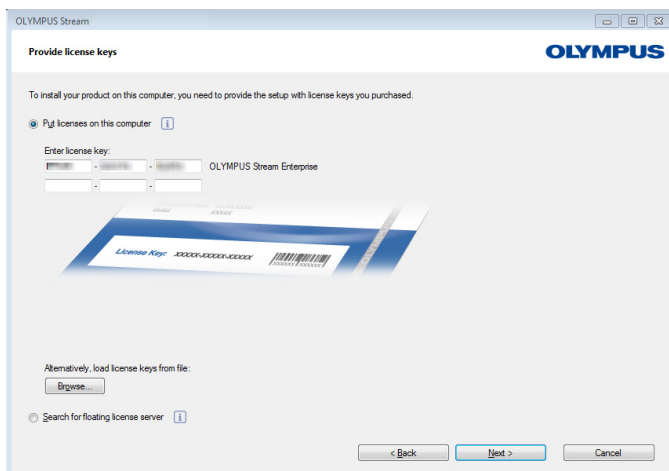 OLYMPUS Stream
Provide license keys
OLYMPUS
To install your product on this computer, you need to provide the setup with license keys you purchased.
Put licenses on this computer
Enter license key:
- - OLYMPUS Stream Enterprise
- -
XXXXX
License Key: XXXXX-XXXXX-XXXXX
Alternatively, load license keys from file:
Browse...
Search for floating license server
< Back Next > Cancel